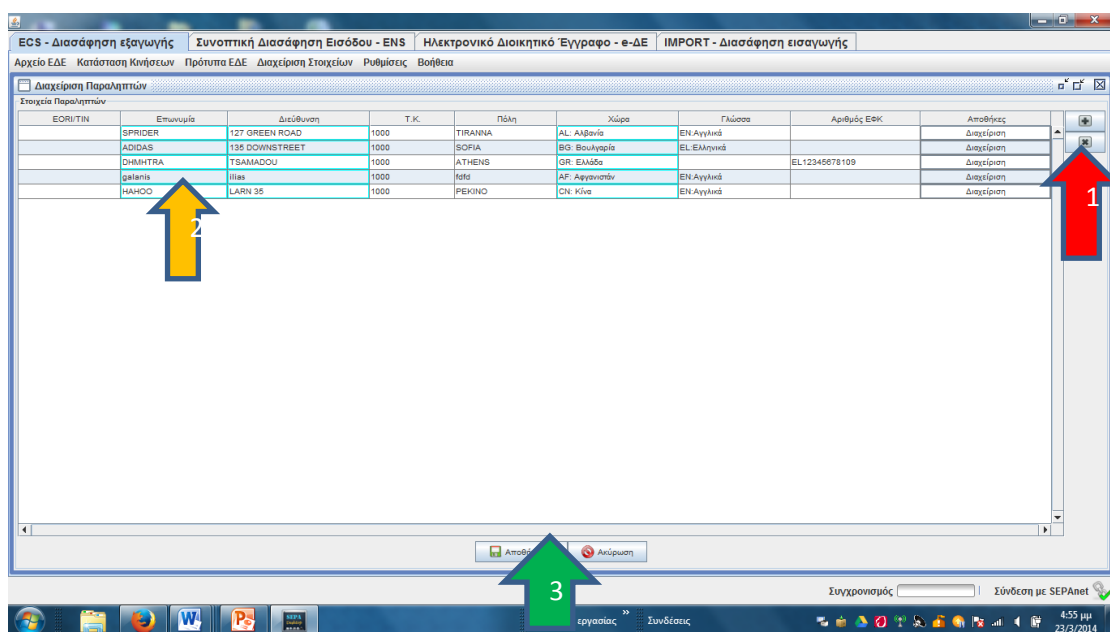 ECS - Διασάφηση εξαγωγής Συνοπτική Διασάφηση Εισόδου - ENS Ηλεκτρονικό Διοικητικό Έγγραφο - e-ΔΕ IMPORT - Διασάφηση εισαγωγής
Αρχείο ΕΔΕ Κατάσταση Κινήσεων Πρότυπα ΕΔΕ Διαχείριση Στοιχείων Ρυθμίσεις Βοήθεια
Διαχείριση Παραληπτών
Στοιχεία Παραληπτών
EORI/TIN Επωνυμία Διεύθυνση Τ.Κ. Πόλη Χώρα Γλώσσα Αριθμός ΕΦΚ Αποθήκες
SPRIDER 127 GREEN ROAD 1000 TIRANNA AL: Αλβανία EN:Αγγλικά Διαχείριση
ADIDAS 135 DOWNSTREET 1000 SOFIA BG: Βουλγαρία EL:Ελληνικά Διαχείριση
DHMHTRA TSAMADOU 1000 ATHENS GR: Ελλάδα EL12345678109 Διαχείριση
galanis ilias 1000 fdfd AF: Αφγανιστάν EN:Αγγλικά Διαχείριση
HAHOO LARN 35 1000 PEKINO CN: Κίνα EN:Αγγλικά Διαχείριση
1
2
Ακύρωση
3
Συγχρονισμός Σύνδεση με SEPAnet
εργασίας » Συνδέσεις 4:55 μμ
23/3/2014